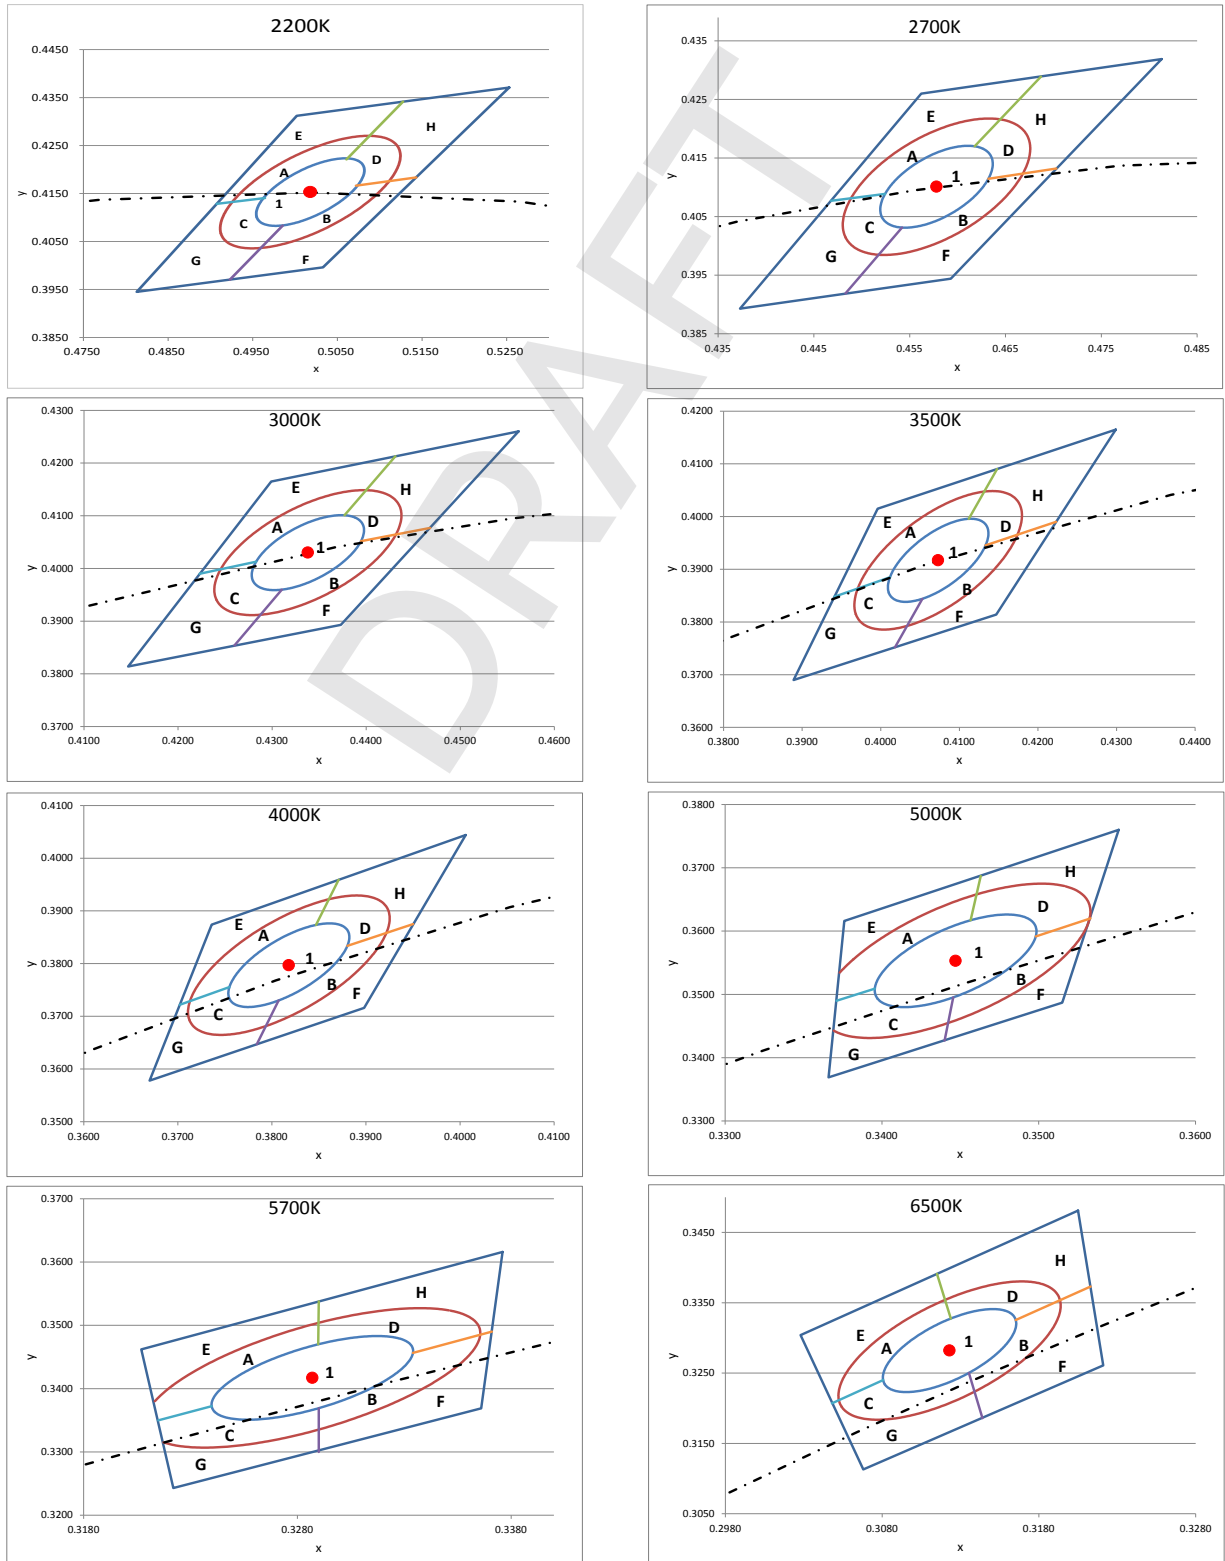 2200K
0.4450
0.4350
0.4250
0.4150
0.4050
0.3950
0.3850
y
E
H
A
D
1
C
B
G
F
0.4750 0.4850 0.4950 0.5050 0.5150 0.5250
x
2700K
0.435
0.425
0.415
0.405
0.395
0.385
y
E
H
A
D
1
C
B
G
F
0.435 0.445 0.455 0.465 0.475 0.485
x
3000K
0.4300
0.4200
0.4100
0.4000
0.3900
0.3800
0.3700
y
E
H
A
D
1
B
C
F
G
0.4100 0.4200 0.4300 0.4400 0.4500 0.4600
x
3500K
0.4200
0.4100
0.4000
0.3900
0.3800
0.3700
0.3600
y
H
E
D
A
1
B
C
F
G
0.3800 0.3900 0.4000 0.4100 0.4200 0.4300 0.4400
x
DRAFT
4000K
0.4100
0.4000
0.3900
0.3800
0.3700
0.3600
0.3500
y
H
E
D
A
1
B
F
C
G
0.3600 0.3700 0.3800 0.3900 0.4000 0.4100
x
5000K
0.3800
0.3700
0.3600
0.3500
0.3400
0.3300
y
H
D
E
A
1
B
F
C
G
0.3300 0.3400 0.3500 0.3600
x
5700K
0.3700
0.3600
0.3500
0.3400
0.3300
0.3200
y
H
D
E
A
1
B
F
C
G
0.3180 0.3280 0.3380
x
6500K
0.3450
0.3350
0.3250
0.3150
0.3050
y
H
D
E
A
1
B
F
C
G
0.2980 0.3080 0.3180 0.3280
x